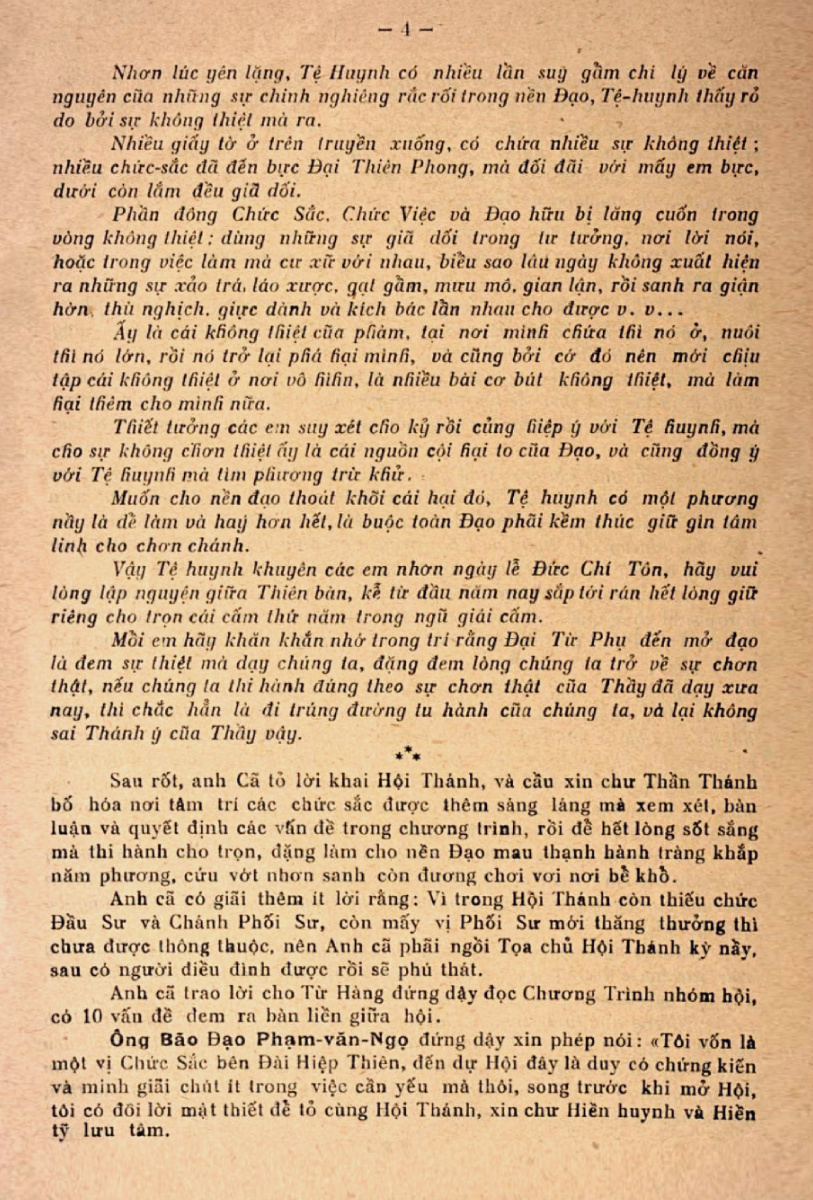 — 4 —
Nhơn lúc yên lặng, Tệ Huynh có nhiều lần suỹ gầm chi lý về căn
nguyên của những sự chinh nghiêng rắc rối trong nền Đạo, Tệ-huynh thấy rỏ
do bởi sự không thiệt mà ra.
Nhiều giấy tờ ở trên truyền xuống, có chứa nhiều sự không thiệt ;
nhiều chức-sắc đã đến bực Đại Thiên Phong, mà đối đãi với mấy em bực,
dưới còn lắm đều giã dối.
Phần đông Chức Sắc, Chức Việc và Đạo hữu bị lăng cuốn trong
vòng không thiệt ; dùng những sự giã dối trong tư tưởng, nơi lời nói,
hoặc trong việc làm mà cư xữ với nhau, biểu sao lâu ngày không xuất hiện
ra những sự xảo trá, láo xược, gạt gẫm, mưu mô, gian lận, rồi sanh ra giận
hờn, thù nghịch, giực dành và kích bác lẫn nhau cho được v. v...
Ấy là cái không thiệt của phàm, tại nơi mình chứa thì nó ở, nuôi
thì nó lớn, rồi nó trở lại phá hại mình, và cũng bởi cớ đó nên mới chịu
tập cái không thiệt ở nơi vô hình, là nhiều bài cơ bút không thiệt, mà làm
hại thêm cho mình nữa.
Thiết tưởng các em suy xét cho kỷ rồi củng hiệp ý với Tệ huynh, mà
cho sự không chơn thiệt ấy là cái nguồn cội hại to của Đạo, và cũng đồng ý
với Tệ huynh mà tìm phương trừ khử.
Muốn cho nền đạo thoát khỏi cái hại đó, Tệ huynh có một phương
nầy là dể làm và haỷ hơn hết, là buộc toàn Đạo phãi kềm thúc giữ gìn tâm
linh cho chơn chánh.
Vậy Tệ huynh khuyên các em nhơn ngày lễ Đức Chí Tôn, hãy vui
lòng lập nguyện giữa Thiên bàn, kể từ đầu năm nay sắp tới rán hết lòng giữ
riêng cho trọn cái cấm thứ năm trong ngũ giái cấm.
Mỗi em hãy khăn khắn nhớ trong trí rằng Đại Từ Phụ đến mở đạo
là đem sự thiệt mà dạy chúng ta, đặng đem lòng chúng ta trở về sự chơn
thật, nếu chúng ta thi hành đúng theo sự chơn thật của Thầy đã dạy xưa
nay, thì chắc hẳn là đi trúng đường tu hành của chúng ta, và lại không
sai Thánh ý của Thầy vậy.
***
Sau rốt, anh Cã tỏ lời khai Hội Thánh, và cầu xin chư Thần Thánh
bố hóa nơi tâm trí các chức sắc được thêm sáng láng mà xem xét, bàn
luận và quyết định các vấn đề trong chương trình, rồi để hết lòng sốt sắng
mà thi hành cho trọn, đặng làm cho nền Đạo mau thạnh hành tràng khắp
năm phương, cứu vớt nhơn sanh còn đương chơi vơi nơi bể khổ.
Anh cã có giãi thêm ít lời rằng: Vì trong Hội Thánh còn thiếu chức
Đầu Sư và Chánh Phối Sư, còn mấy vị Phối Sư mới thăng thưởng thì
chưa được thông thuộc, nên Anh cã phãi ngồi Tọa chủ Hội Thánh kỳ nầy,
sau có người điều đình được rồi sẽ phú thát.
Anh cã trao lời cho Từ Hàng đứng dậy đọc Chương Trình nhóm hội,
có 10 vấn đề đem ra bàn liền giữa hội.
Ông Bão Đạo Phạm-văn-Ngọ đứng dậy xin phép nói : «Tôi vốn là
một vị Chức Sắc bên Đài Hiệp Thiên, đến dự Hội đây là duy có chứng kiến
và minh giãi chút ít trong việc cần yếu mà thôi, song trước khi mở Hội,
tôi có đôi lời mật thiết để tỏ cùng Hội Thánh, xin chư Hiền huynh và Hiền
tỷ lưu tâm.